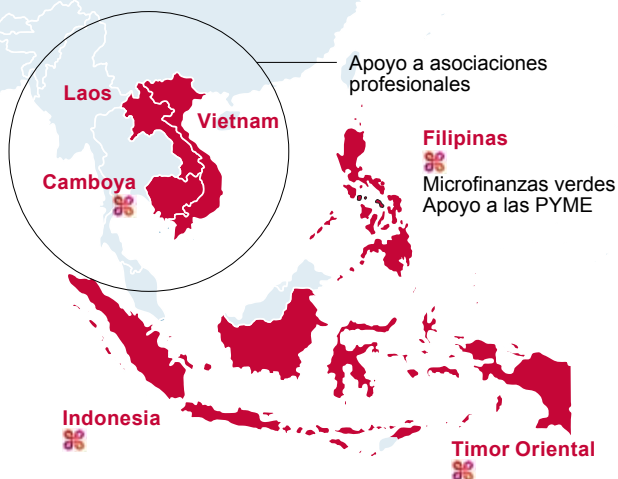 Apoyo a asociaciones
profesionales
Laos
Vietnam
Filipinas
Camboya
Microfinanzas verdes
Apoyo a las PYME
Indonesia
Timor Oriental